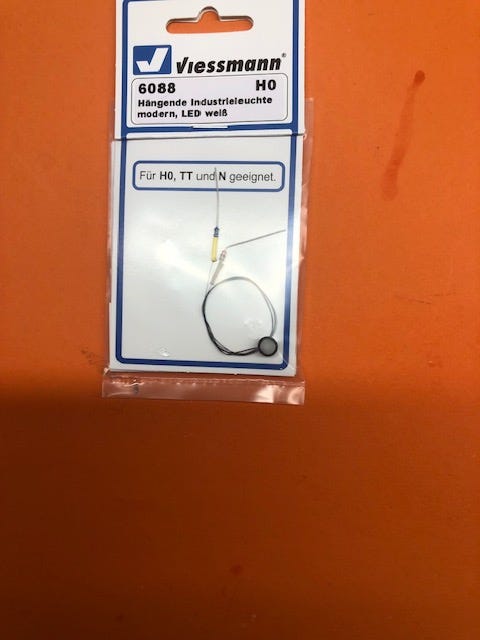 Viessmann®
6088 H0
Hängende Industrieleuchte
modern, LED weiß
Für H0, TT und N geeignet.